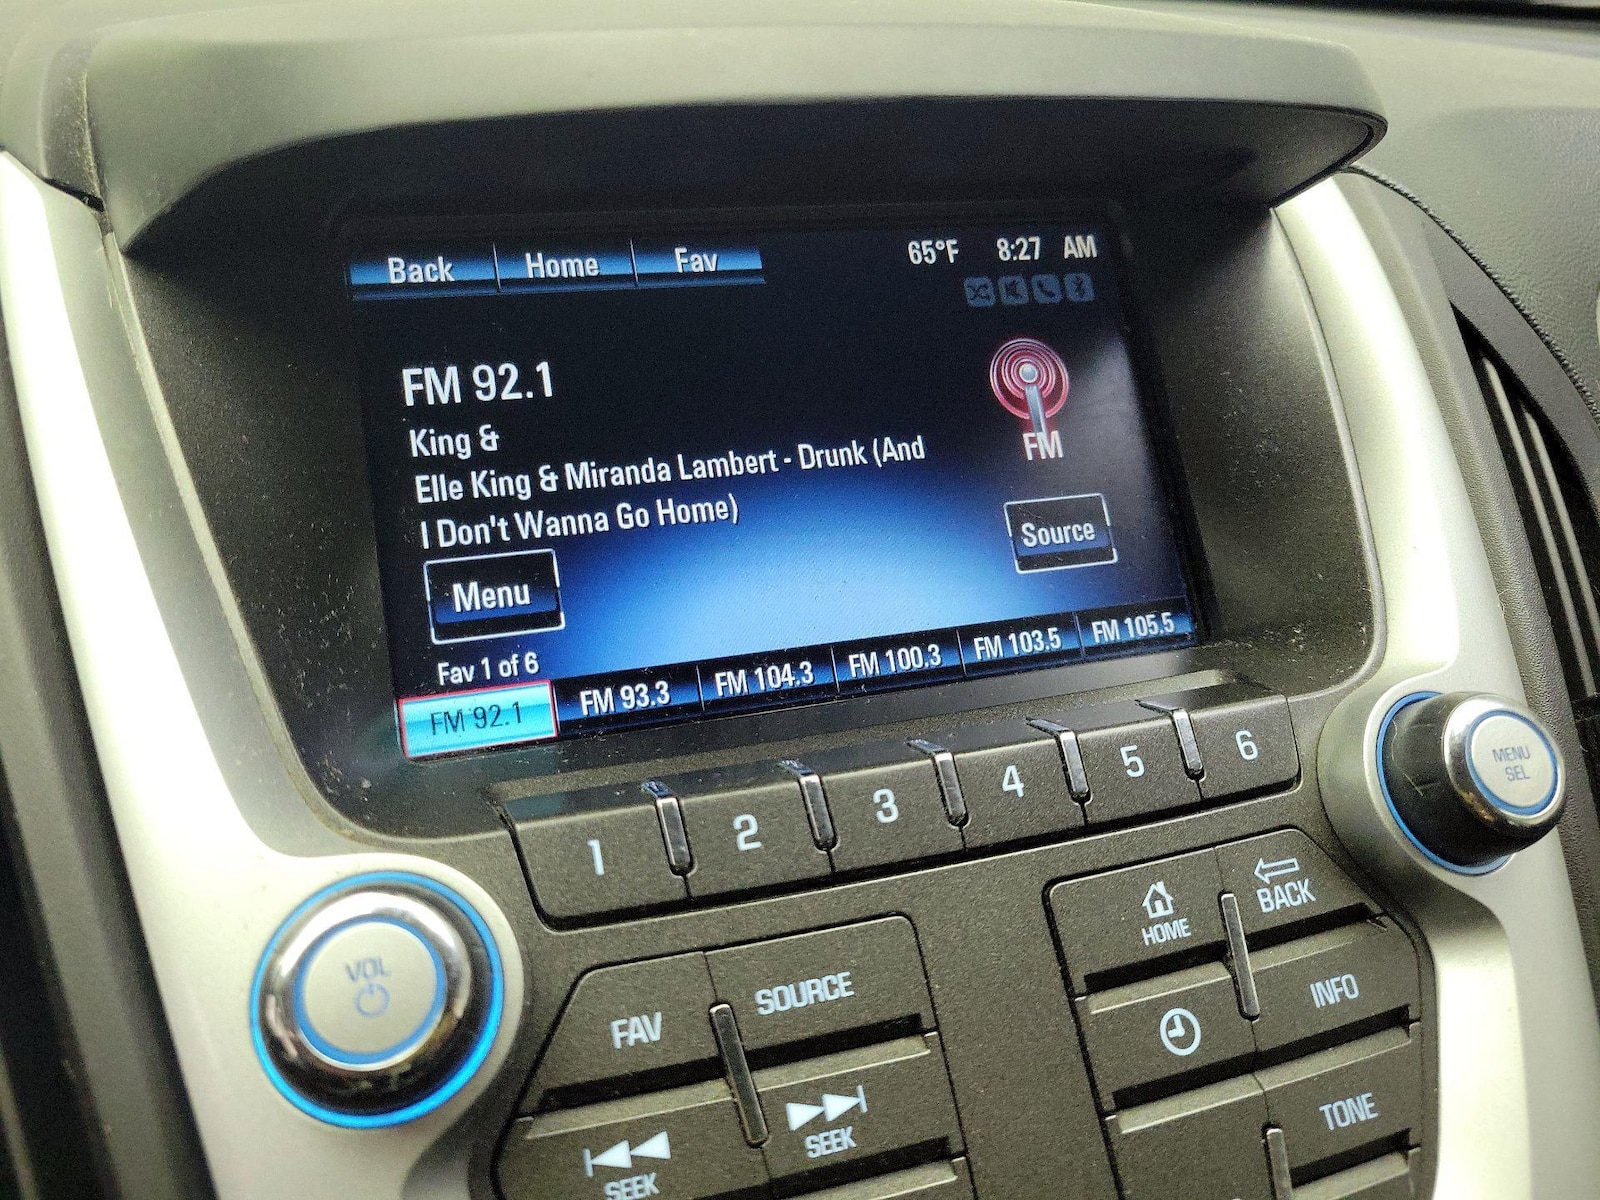 Back Home Fav 65°F 8:27 AM
FM 92.1
King &
Elle King & Miranda Lambert - Drunk (And
I Don't Wanna Go Home)
FM
Source
Menu
Fav 1 of 6
FM 92.1 FM 93.3 FM 104.3 FM 100.3 FM 103.5 FM 105.5
1 2 3 4 5 6
MENU
SEL
VOL
FAV SOURCE
SEEK SEEK
HOME BACK
INFO
TONE